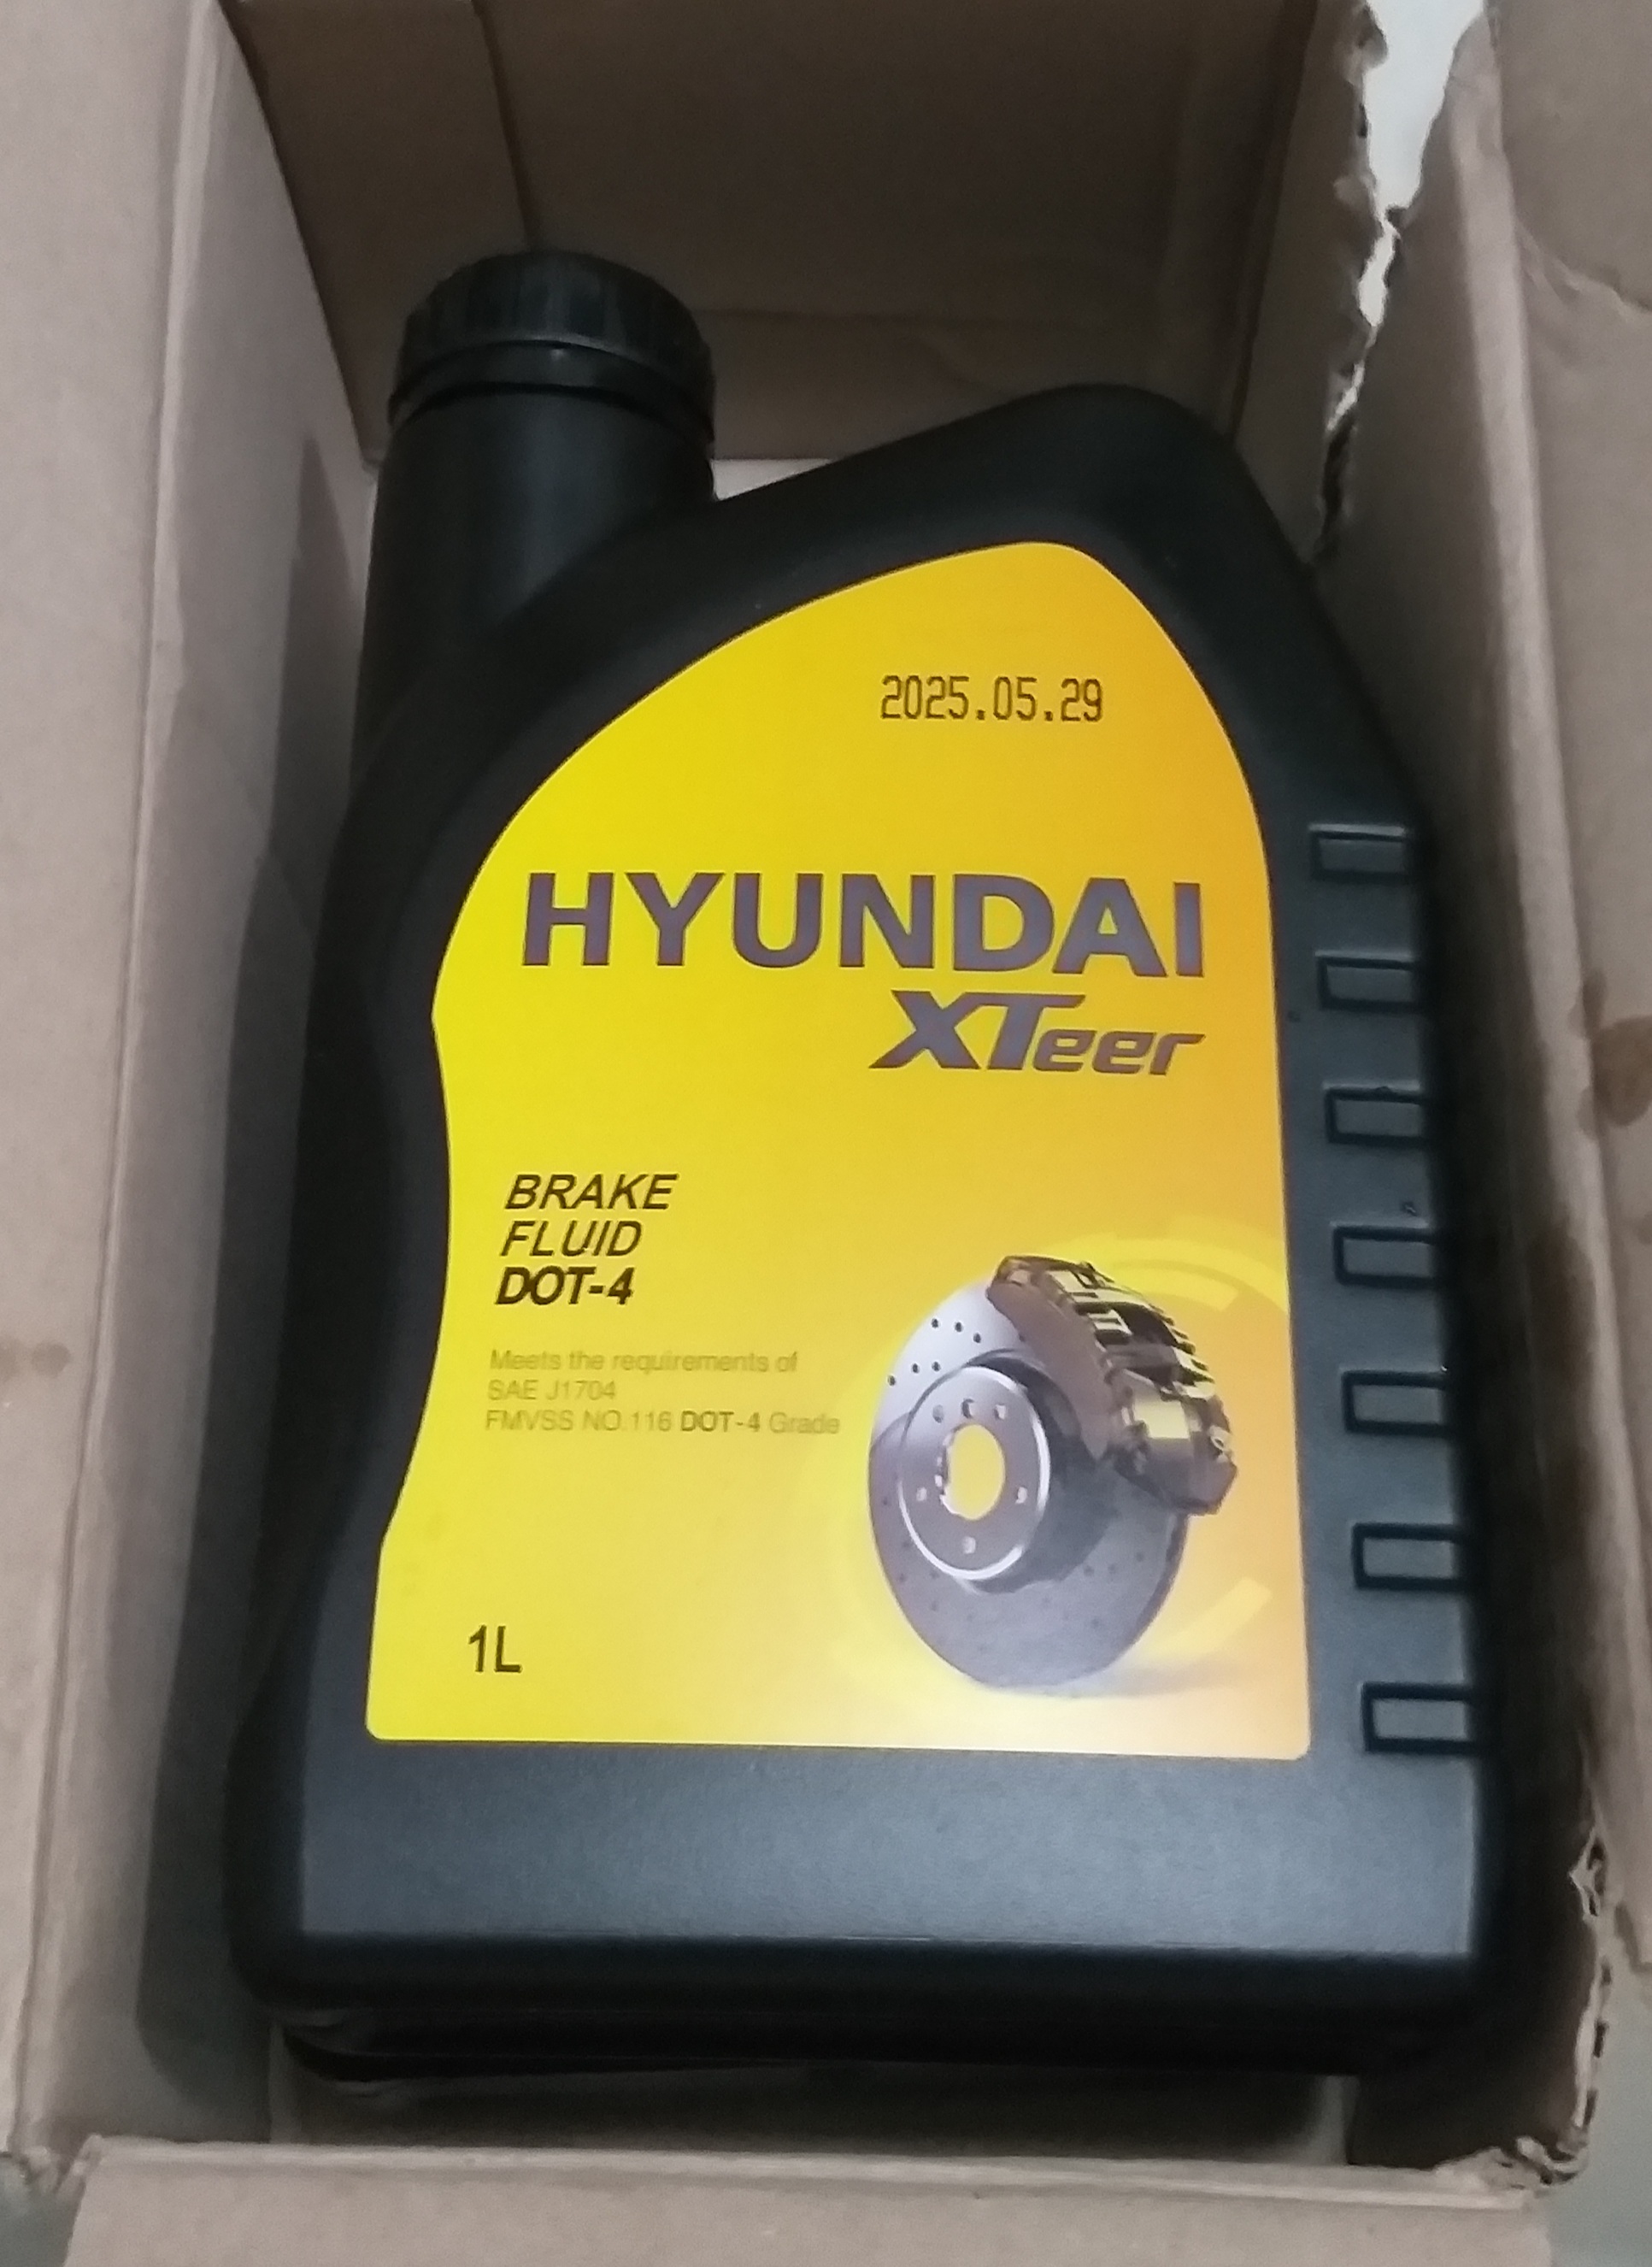 2025.05.29
HYUNDAI
XTeer
BRAKE
FLUID
DOT-4
Meets the requirements of
SAE J1704
FMVSS NO.116 DOT-4 Grade
1L